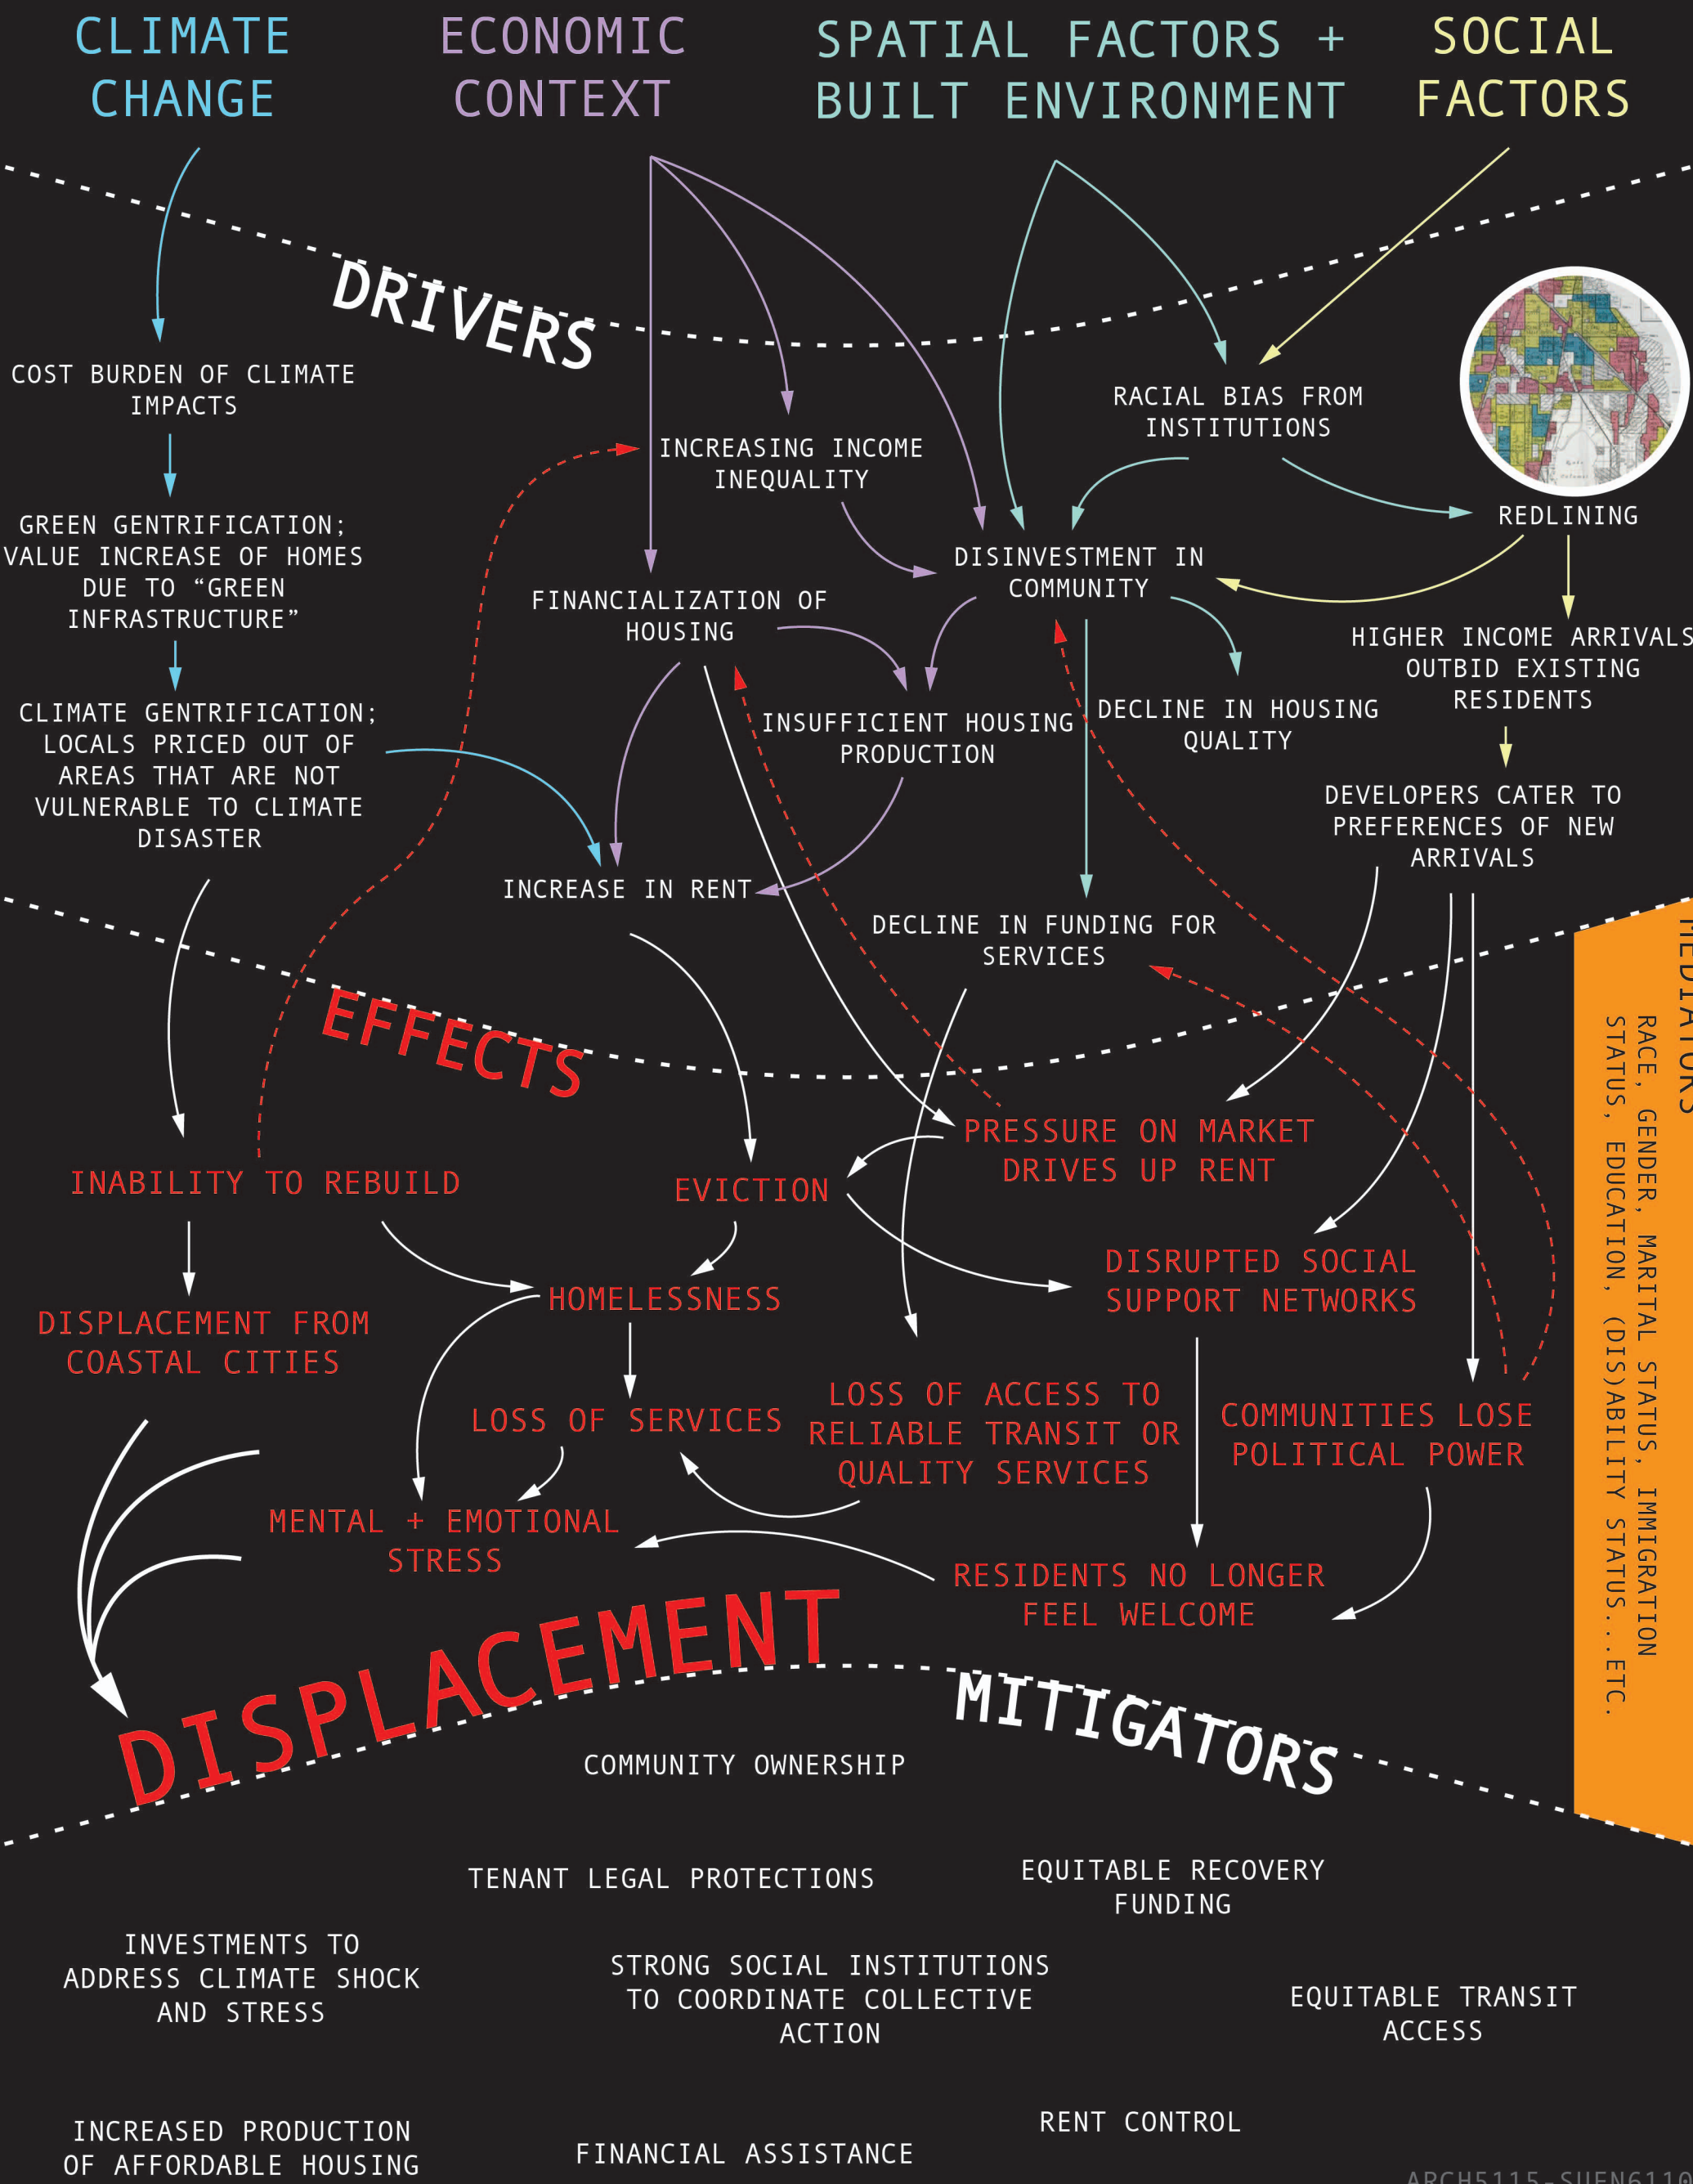 CLIMATE
CHANGE
ECONOMIC
CONTEXT
SPATIAL FACTORS +
BUILT ENVIRONMENT
SOCIAL
FACTORS
DRIVERS
COST BURDEN OF CLIMATE
IMPACTS
GREEN GENTRIFICATION;
VALUE INCREASE OF HOMES
DUE TO “GREEN
INFRASTRUCTURE”
CLIMATE GENTRIFICATION;
LOCALS PRICED OUT OF
AREAS THAT ARE NOT
VULNERABLE TO CLIMATE
DISASTER
INCREASING INCOME
INEQUALITY
FINANCIALIZATION OF
HOUSING
INSUFFICIENT HOUSING
PRODUCTION
INCREASE IN RENT
RACIAL BIAS FROM
INSTITUTIONS
DISINVESTMENT IN
COMMUNITY
DECLINE IN HOUSING
QUALITY
DECLINE IN FUNDING FOR
SERVICES
REDLINING
HIGHER INCOME ARRIVALS
OUTBID EXISTING
RESIDENTS
DEVELOPERS CATER TO
PREFERENCES OF NEW
ARRIVALS
EFFECTS
INABILITY TO REBUILD
DISPLACEMENT FROM
COASTAL CITIES
EVICTION
HOMELESSNESS
LOSS OF SERVICES
MENTAL + EMOTIONAL
STRESS
PRESSURE ON MARKET
DRIVES UP RENT
DISRUPTED SOCIAL
SUPPORT NETWORKS
LOSS OF ACCESS TO
RELIABLE TRANSIT OR
QUALITY SERVICES
COMMUNITIES LOSE
POLITICAL POWER
RESIDENTS NO LONGER
FEEL WELCOME
MEDIATORS
RACE, GENDER, MARITAL STATUS, IMMIGRATION
STATUS, EDUCATION, (DIS)ABILITY STATUS...ETC.
DISPLACEMENT
MITIGATORS
COMMUNITY OWNERSHIP
TENANT LEGAL PROTECTIONS
EQUITABLE RECOVERY
FUNDING
INVESTMENTS TO
ADDRESS CLIMATE SHOCK
AND STRESS
STRONG SOCIAL INSTITUTIONS
TO COORDINATE COLLECTIVE
ACTION
EQUITABLE TRANSIT
ACCESS
INCREASED PRODUCTION
OF AFFORDABLE HOUSING
FINANCIAL ASSISTANCE
RENT CONTROL
ARCH5115-SUEN6110